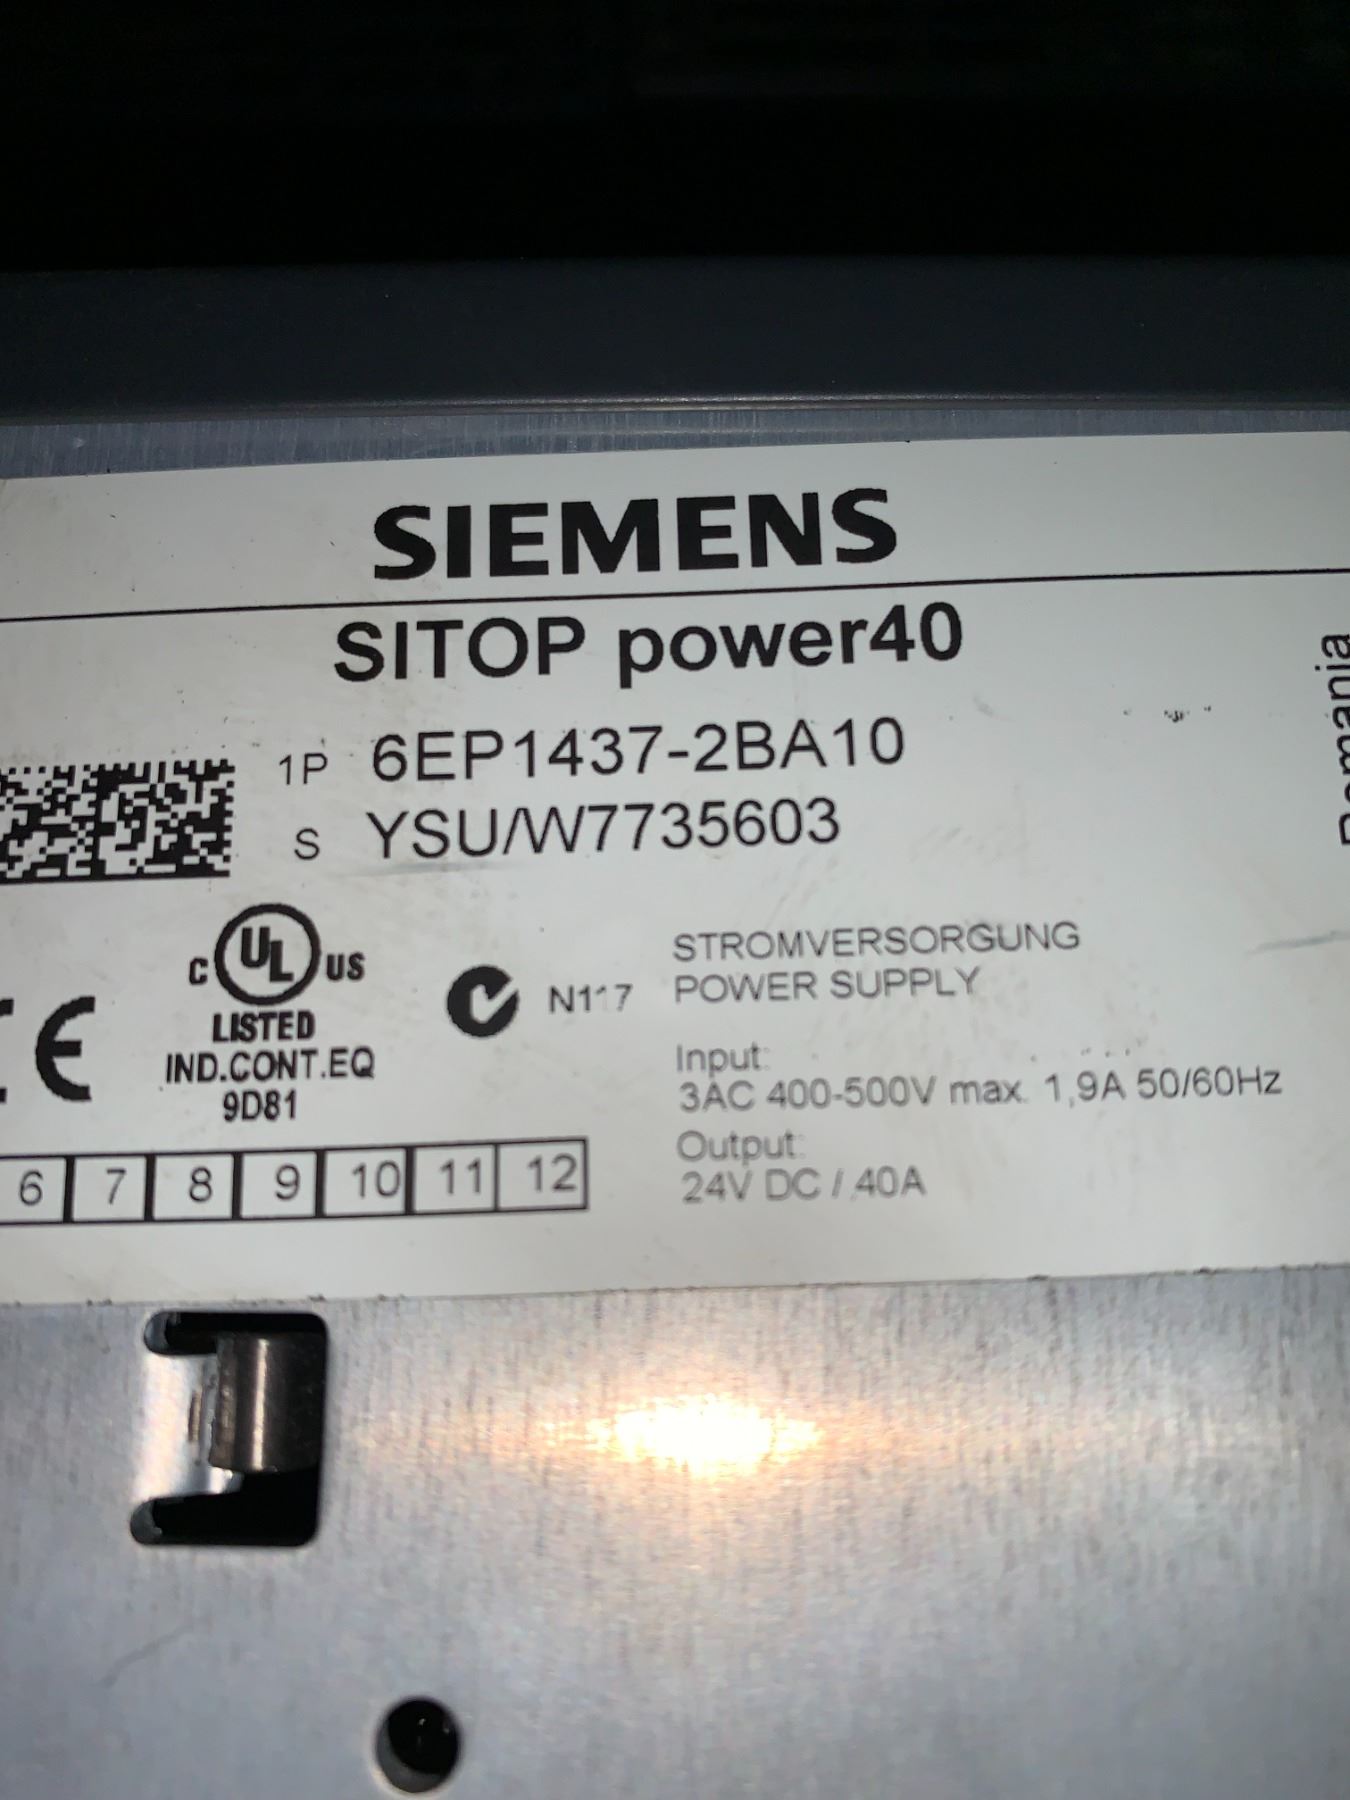 SIEMENS
SITOP power40
1P 6EP1437-2BA10
S YSU/W7735603
C UL US
LISTED
IND.CONT.EQ
9D81
CE
N117
STROMVERSORGUNG
POWER SUPPLY
Input:
3AC 400-500V max. 1,9A 50/60Hz
Output:
24V DC / 40A
6 7 8 9 10 11 12
Romania